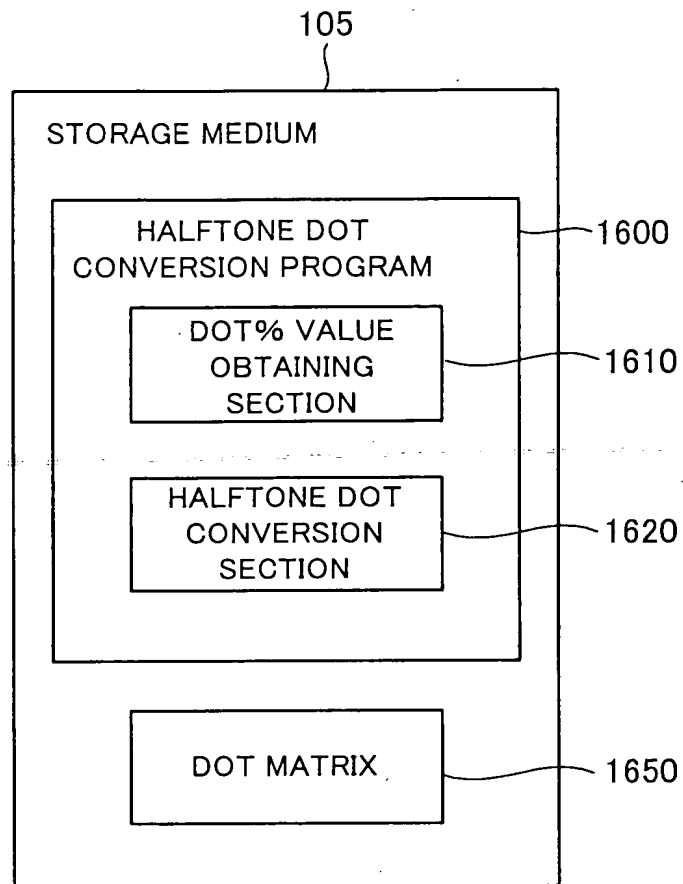 105
STORAGE MEDIUM
HALFTONE DOT
CONVERSION PROGRAM
1600
DOT% VALUE
OBTAINING
SECTION
1610
HALFTONE DOT
CONVERSION
SECTION
1620
DOT MATRIX
1650